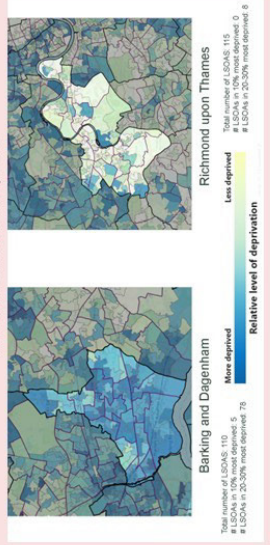 Barking and Dagenham
Total number of LSOAS: 110
# LSOAs in 10% most deprived: 5
# LSOAs in 20-30% most deprived: 78
More deprived
Less deprived
Relative level of deprivation
Richmond upon Thames
Total number of LSOAS: 115
# LSOAs in 10% most deprived: 0
# LSOAs in 20-30% most deprived: 8